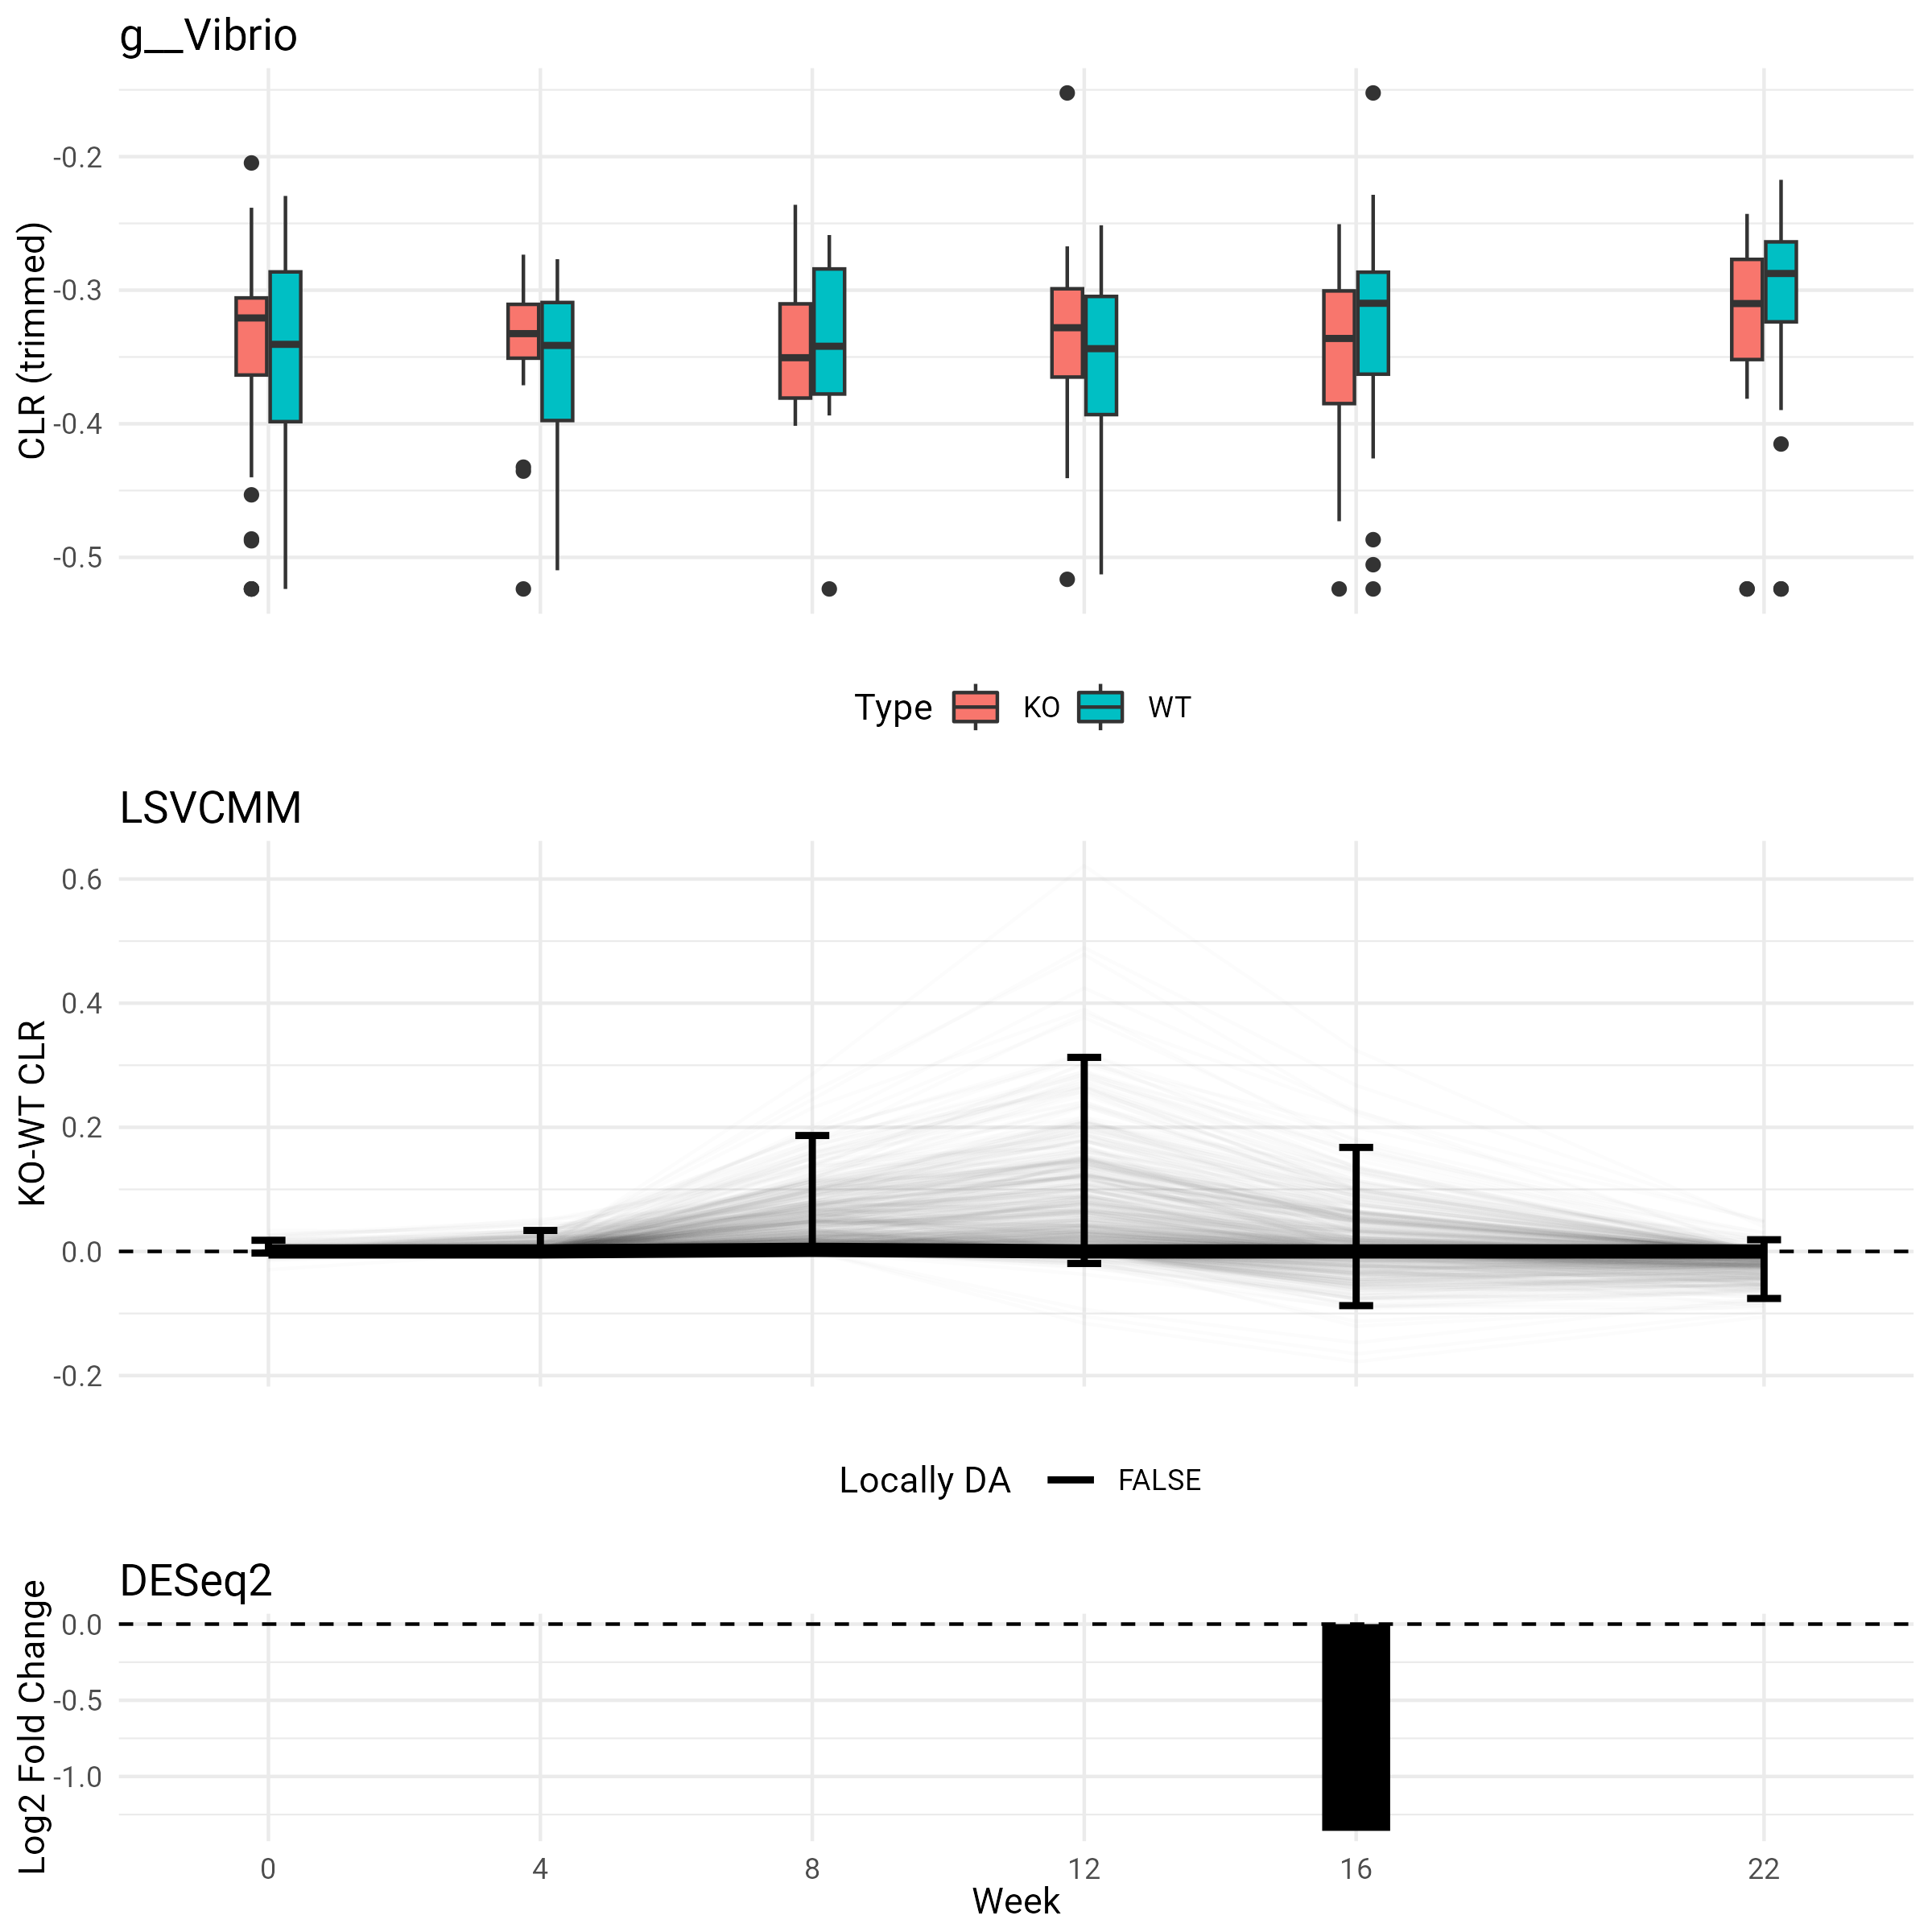 g__Vibrio
CLR (trimmed)
-0.2
-0.3
-0.4
-0.5
Type KO WT
LSVCMM
KO-WT CLR
0.6
0.4
0.2
0.0
-0.2
Locally DA FALSE
DESeq2
Log2 Fold Change
0.0
-0.5
-1.0
0 4 8 12 16 22
Week